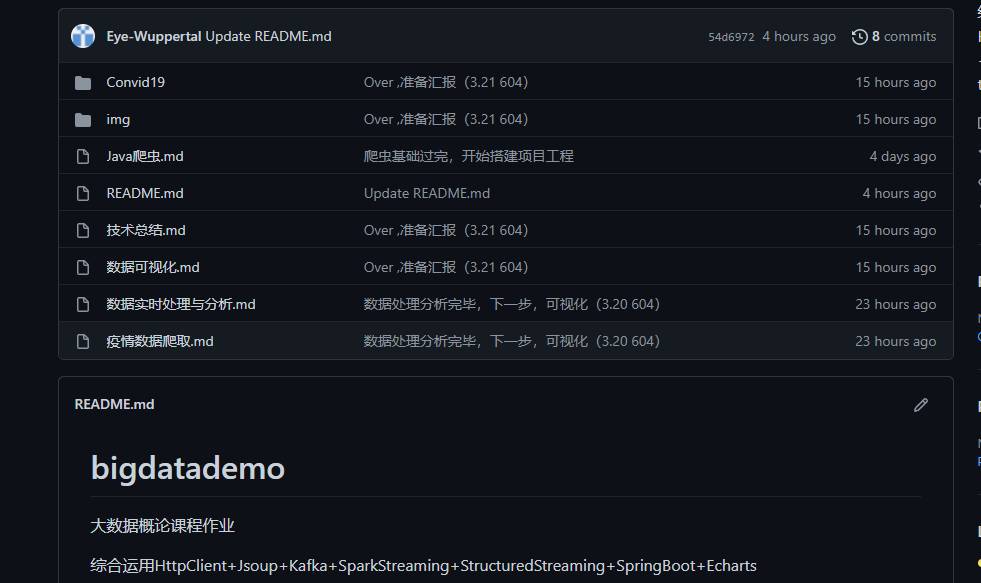 Eye-Wuppertal Update README.md 54d6972 4 hours ago 8 commits
Convid19 Over ,准备汇报（3.21 604） 15 hours ago
img Over ,准备汇报（3.21 604） 15 hours ago
Java爬虫.md 爬虫基础过完，开始搭建项目工程 4 days ago
README.md Update README.md 4 hours ago
技术总结.md Over ,准备汇报（3.21 604） 15 hours ago
数据可视化.md Over ,准备汇报（3.21 604） 15 hours ago
数据实时处理与分析.md 数据处理分析完毕，下一步，可视化（3.20 604） 23 hours ago
疫情数据爬取.md 数据处理分析完毕，下一步，可视化（3.20 604） 23 hours ago
README.md
bigdatademo
大数据概论课程作业
综合运用HttpClient+Jsoup+Kafka+SparkStreaming+StructuredStreaming+SpringBoot+Echarts